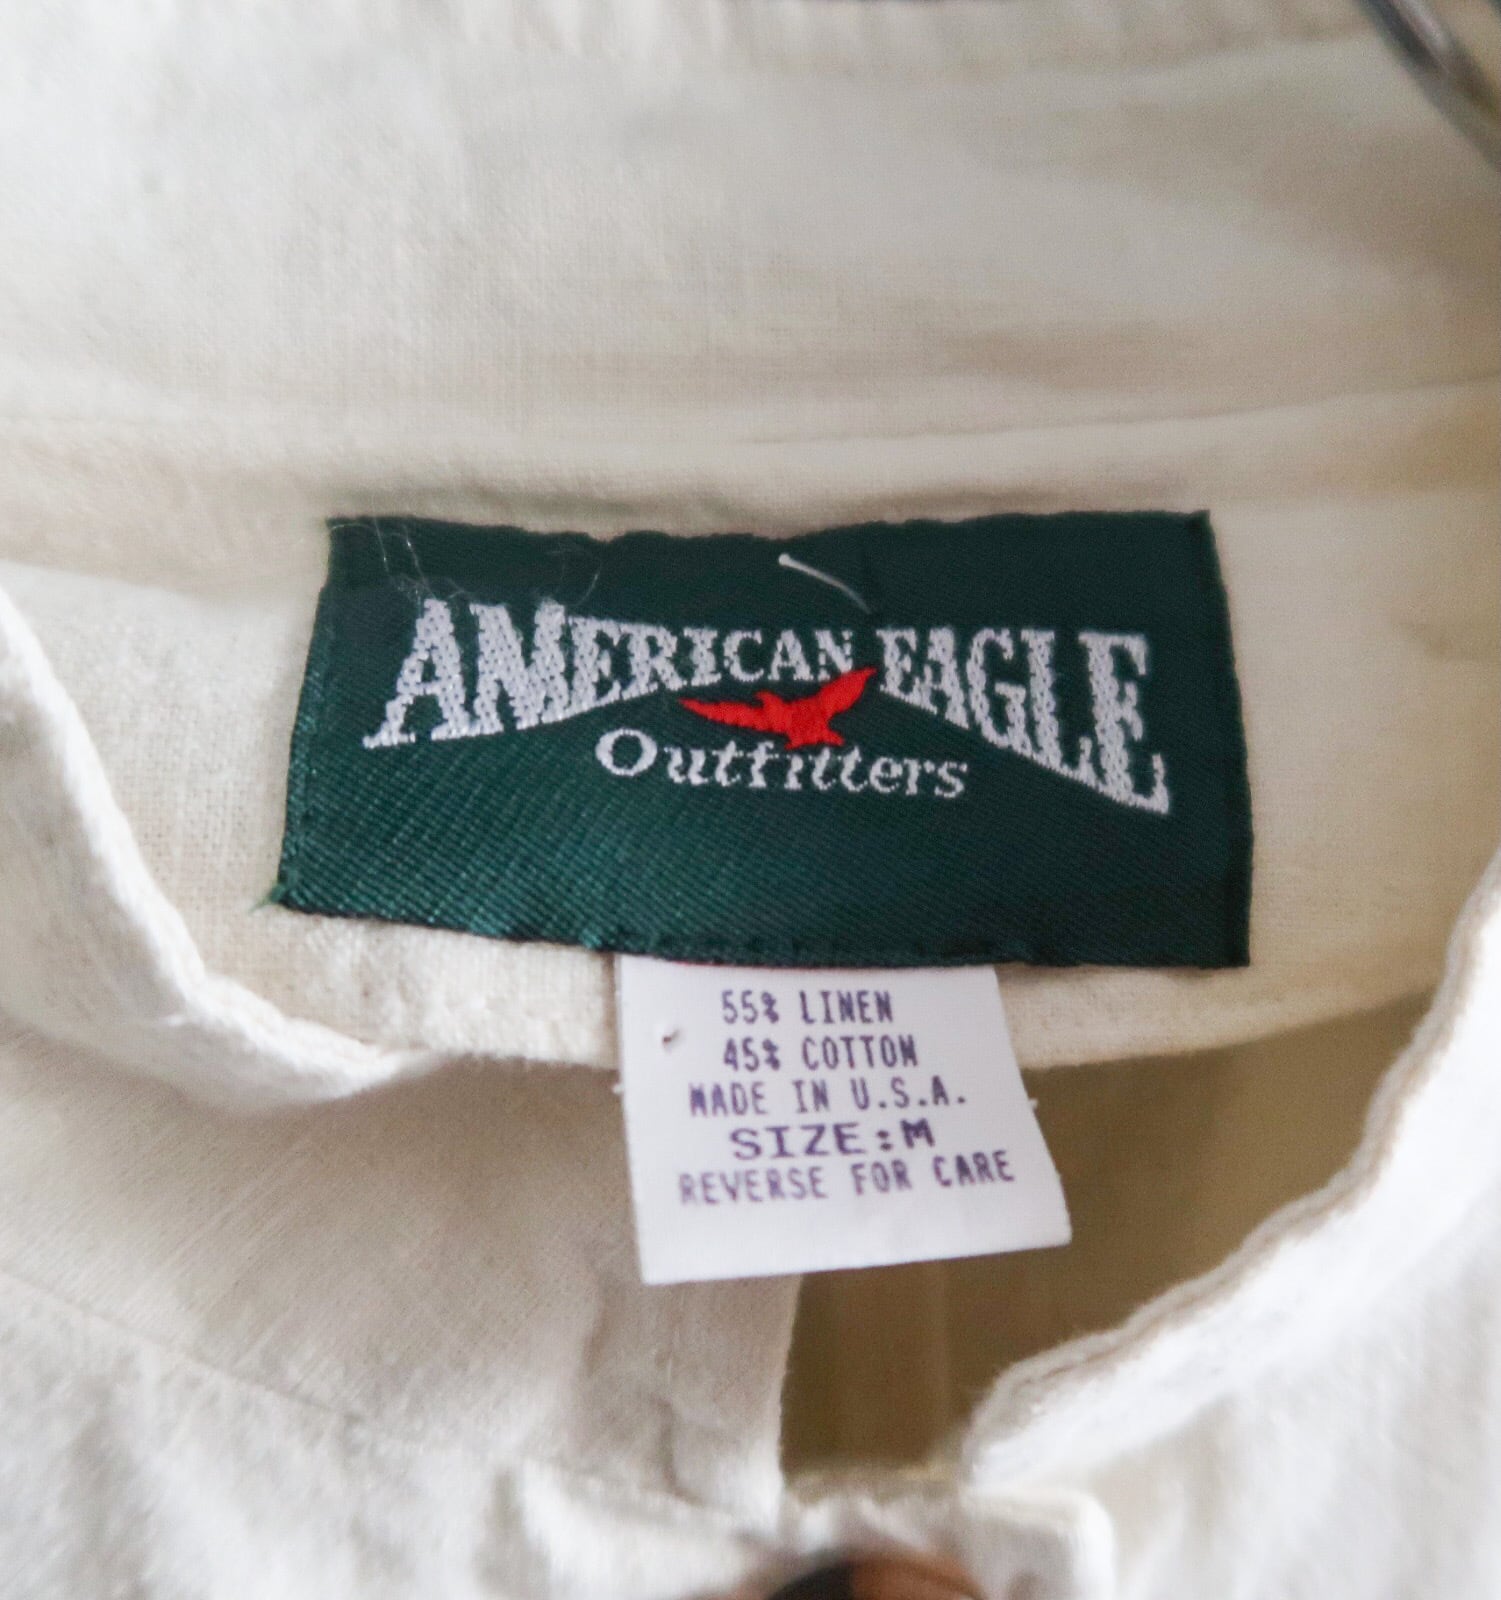 AMERICAN EAGLE
Outfitters
55% LINEN
45% COTTON
MADE IN U.S.A.
SIZE:M
REVERSE FOR CARE